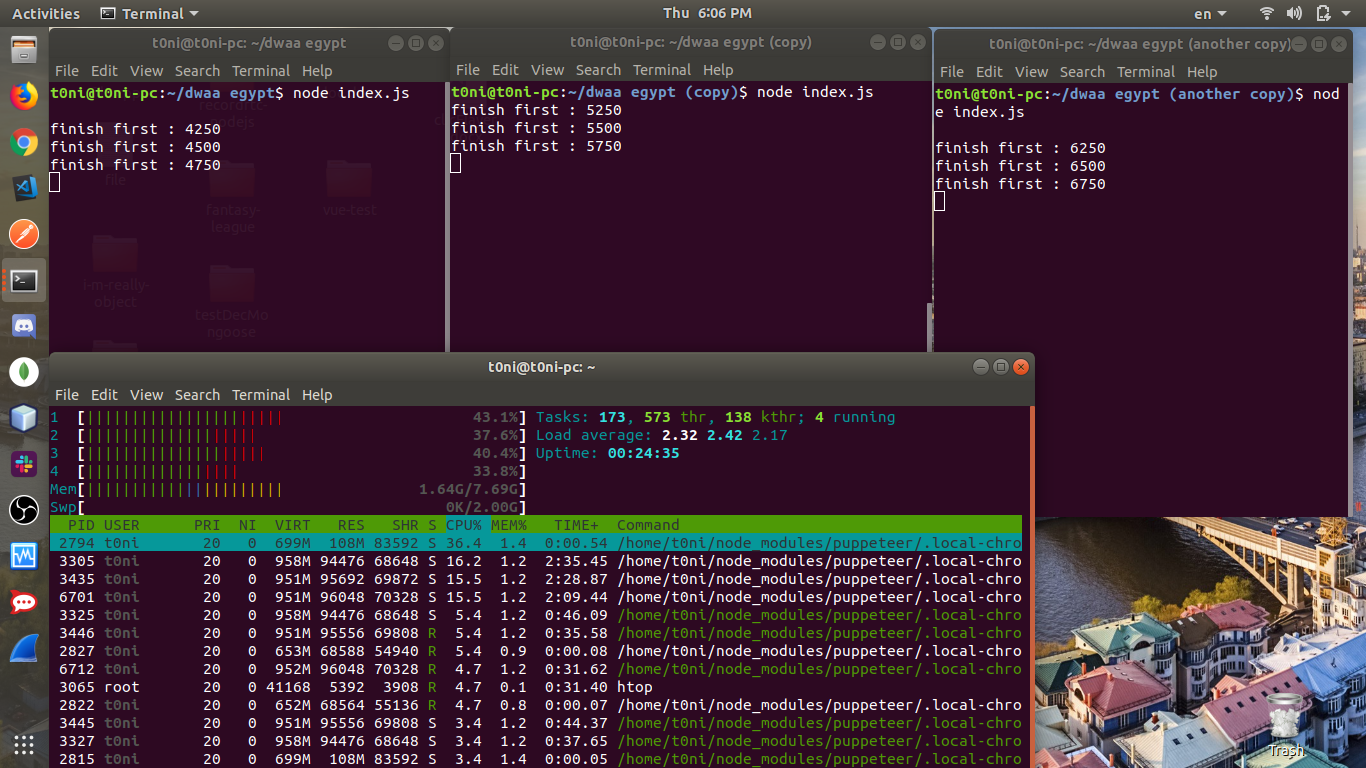 Activities
Terminal
Thu 6:06 PM
en
t0ni@t0ni-pc: ~/dwaa egypt
File Edit View Search Terminal Help
t0ni@t0ni-pc:~/dwaa egypt$ node index.js
finish first : 4250
finish first : 4500
finish first : 4750
nodejs
file
fantasy-
league
vue-test
i-m-really-
object
testDecMo
ngoose
t0ni@t0ni-pc: ~/dwaa egypt (copy)
File Edit View Search Terminal Help
t0ni@t0ni-pc:~/dwaa egypt (copy)$ node index.js
finish first : 5250
finish first : 5500
finish first : 5750
t0ni@t0ni-pc: ~/dwaa egypt (another copy)
File Edit View Search Terminal Help
t0ni@t0ni-pc:~/dwaa egypt (another copy)$ nod
e index.js
finish first : 6250
finish first : 6500
finish first : 6750
t0ni@t0ni-pc: ~
File Edit View Search Terminal Help
1 [||||||||||||||||||||||43.1%] Tasks: 173, 573 thr, 138 kthr; 4 running
2 [|||||||||||||||||||37.6%] Load average: 2.32 2.42 2.17
3 [||||||||||||||||||||40.4%] Uptime: 00:24:35
4 [|||||||||||||||||33.8%]
Mem[||||||||||||||||||||||1.64G/7.69G]
Swp[0K/2.00G]
PID USER PRI NI VIRT RES SHR S CPU% MEM% TIME+ Command
2794 t0ni 20 0 699M 108M 83592 S 36.4 1.4 0:00.54 /home/t0ni/node_modules/puppeteer/.local-chro
3305 t0ni 20 0 958M 94476 68648 S 16.2 1.2 2:35.45 /home/t0ni/node_modules/puppeteer/.local-chro
3435 t0ni 20 0 951M 95692 69872 S 15.5 1.2 2:28.87 /home/t0ni/node_modules/puppeteer/.local-chro
6701 t0ni 20 0 951M 96048 70328 S 15.5 1.2 2:09.44 /home/t0ni/node_modules/puppeteer/.local-chro
3325 t0ni 20 0 958M 94476 68648 S 5.4 1.2 0:46.09 /home/t0ni/node_modules/puppeteer/.local-chro
3446 t0ni 20 0 951M 95556 69808 R 5.4 1.2 0:35.58 /home/t0ni/node_modules/puppeteer/.local-chro
2827 t0ni 20 0 653M 68588 54940 R 5.4 0.9 0:00.08 /home/t0ni/node_modules/puppeteer/.local-chro
6712 t0ni 20 0 952M 96048 70328 R 4.7 1.2 0:31.62 /home/t0ni/node_modules/puppeteer/.local-chro
3065 root 20 0 41168 5392 3908 R 4.7 0.1 0:31.40 htop
2822 t0ni 20 0 652M 68564 55136 R 4.7 0.8 0:00.07 /home/t0ni/node_modules/puppeteer/.local-chro
3445 t0ni 20 0 951M 95556 69808 S 3.4 1.2 0:44.37 /home/t0ni/node_modules/puppeteer/.local-chro
3327 t0ni 20 0 958M 94476 68648 S 3.4 1.2 0:37.65 /home/t0ni/node_modules/puppeteer/.local-chro
2815 t0ni 20 0 699M 108M 83592 S 3.4 1.4 0:00.05 /home/t0ni/node_modules/puppeteer/.local-chro
Trash